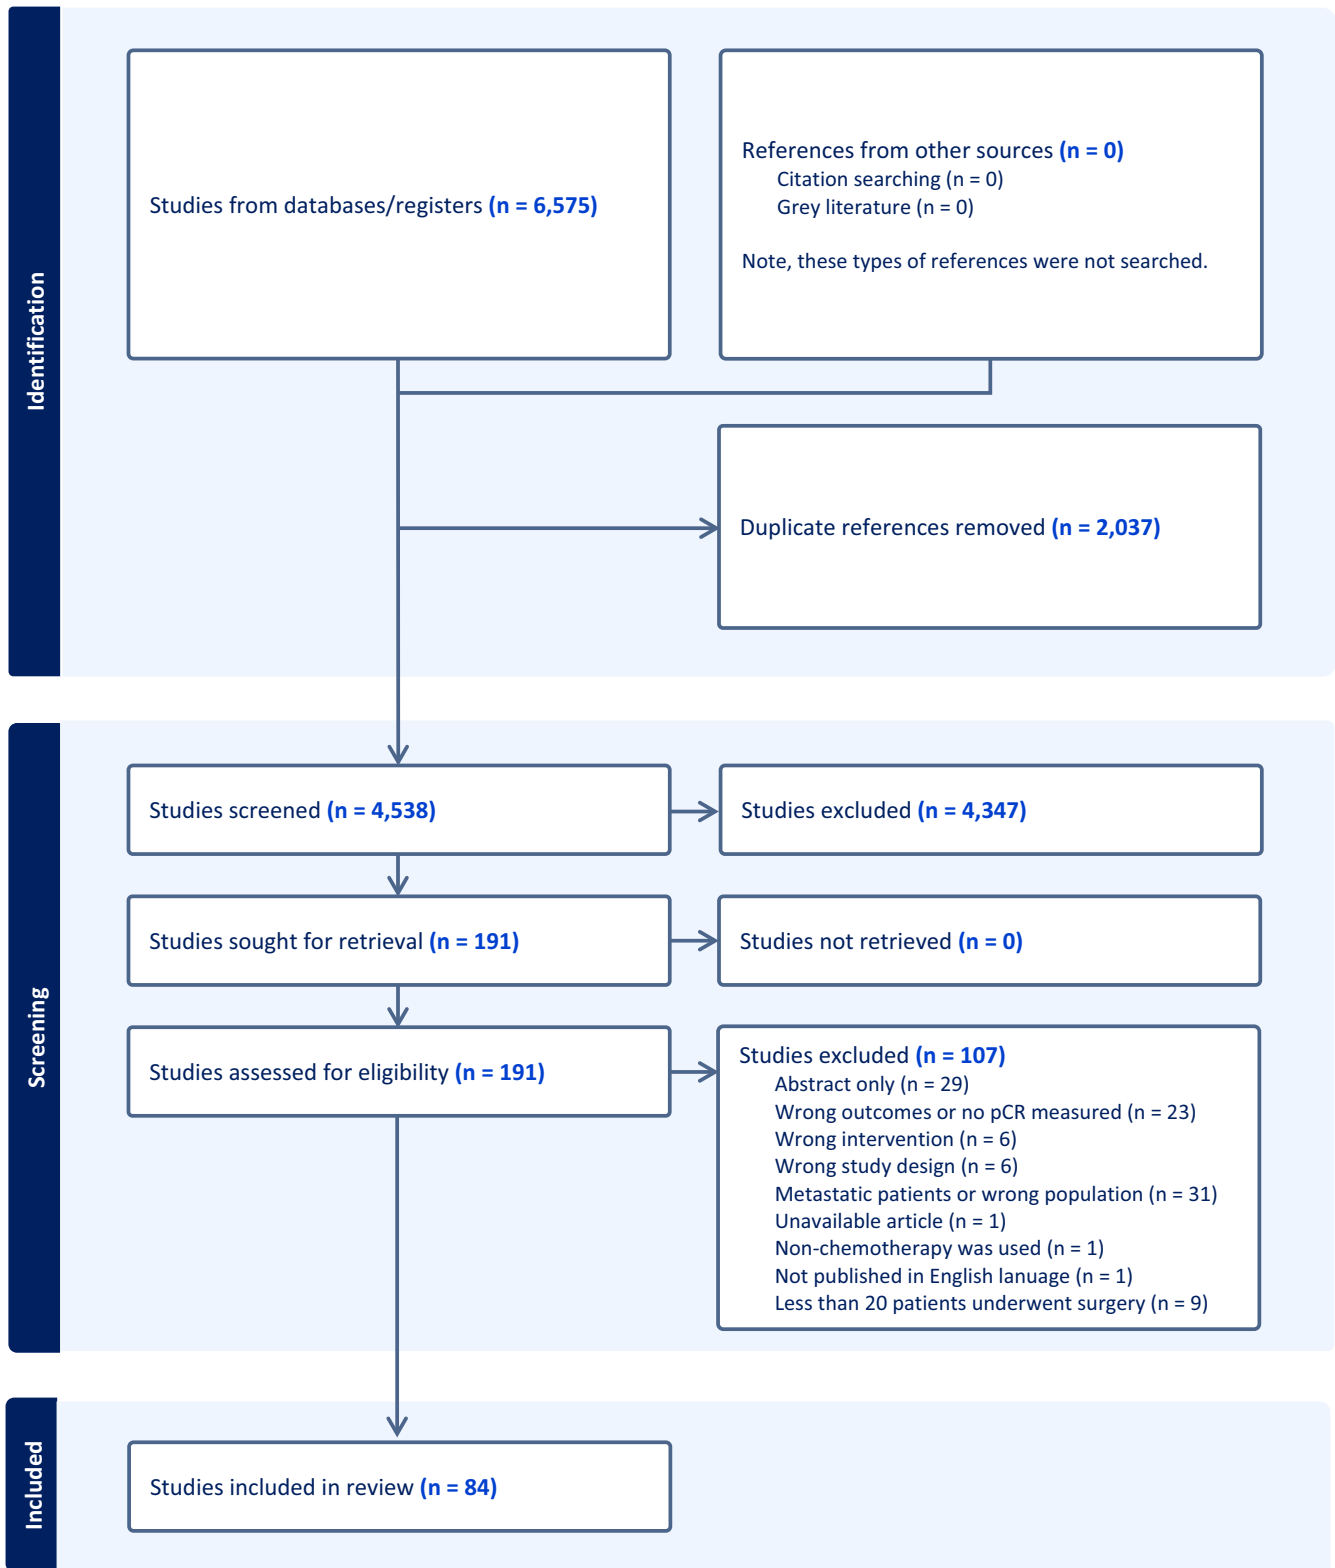 Identification
Studies from databases/registers (n = 6,575)
References from other sources (n = 0)
Citation searching (n = 0)
Grey literature (n = 0)
Note, these types of references were not searched.
Duplicate references removed (n = 2,037)
Screening
Studies screened (n = 4,538)
Studies excluded (n = 4,347)
Studies sought for retrieval (n = 191)
Studies not retrieved (n = 0)
Studies assessed for eligibility (n = 191)
Studies excluded (n = 107)
Abstract only (n = 29)
Wrong outcomes or no pCR measured (n = 23)
Wrong intervention (n = 6)
Wrong study design (n = 6)
Metastatic patients or wrong population (n = 31)
Unavailable article (n = 1)
Non-chemotherapy was used (n = 1)
Not published in English lanuage (n = 1)
Less than 20 patients underwent surgery (n = 9)
Included
Studies included in review (n = 84)